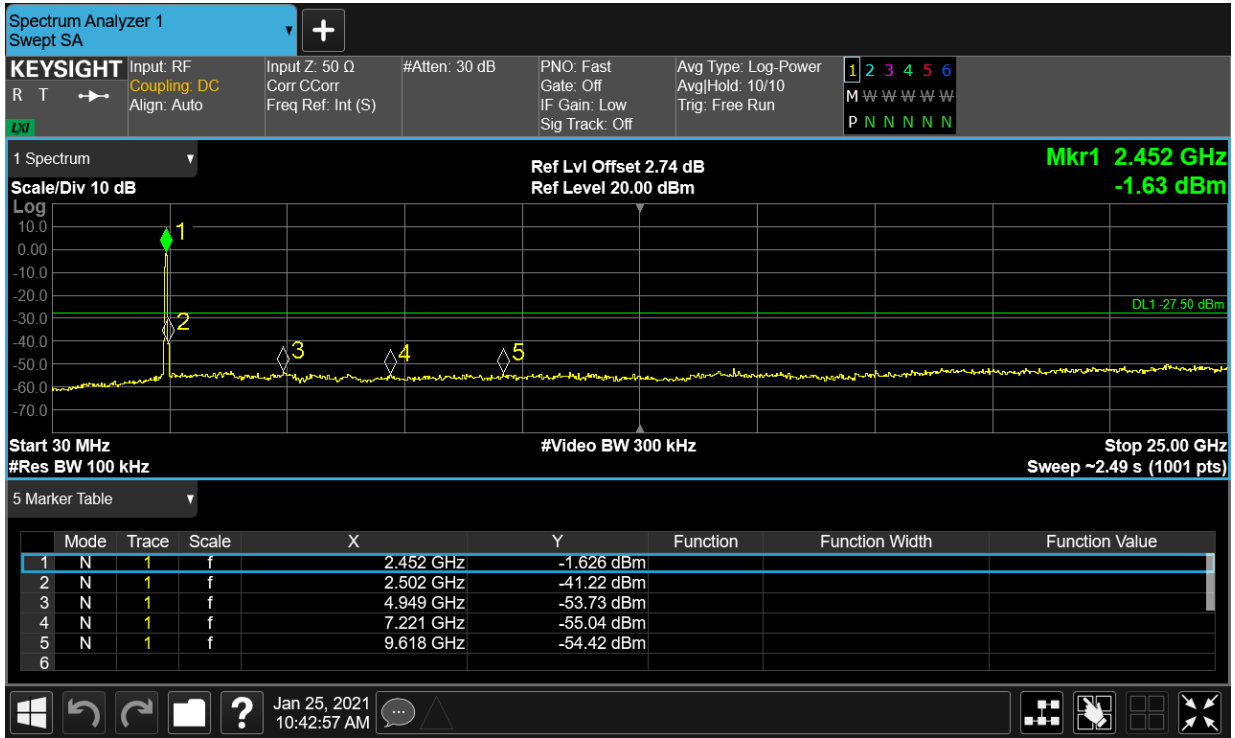 Spectrum Analyzer 1
Swept SA
KEYSIGHT
R T
LXI
Input: RF
Coupling: DC
Align: Auto
Input Z: 50 Ω
Corr CCorr
Freq Ref: Int (S)
#Atten: 30 dB
PNO: Fast
Gate: Off
IF Gain: Low
Sig Track: Off
Avg Type: Log-Power
Avg|Hold: 10/10
Trig: Free Run
1 2 3 4 5 6
M W W W W W
P N N N N N
1 Spectrum
Scale/Div 10 dB
Ref Lvl Offset 2.74 dB
Ref Level 20.00 dBm
Mkr1 2.452 GHz
-1.63 dBm
Log
10.0
0.00
-10.0
-20.0
-30.0
-40.0
-50.0
-60.0
-70.0
1
2
3
4
5
DL1 -27.50 dBm
Start 30 MHz
#Res BW 100 kHz
#Video BW 300 kHz
Stop 25.00 GHz
Sweep ~2.49 s (1001 pts)
5 Marker Table
Mode Trace Scale X Y Function Function Width Function Value
1 N 1 f 2.452 GHz -1.626 dBm
2 N 1 f 2.502 GHz -41.22 dBm
3 N 1 f 4.949 GHz -53.73 dBm
4 N 1 f 7.221 GHz -55.04 dBm
5 N 1 f 9.618 GHz -54.42 dBm
6
?
Jan 25, 2021
10:42:57 AM